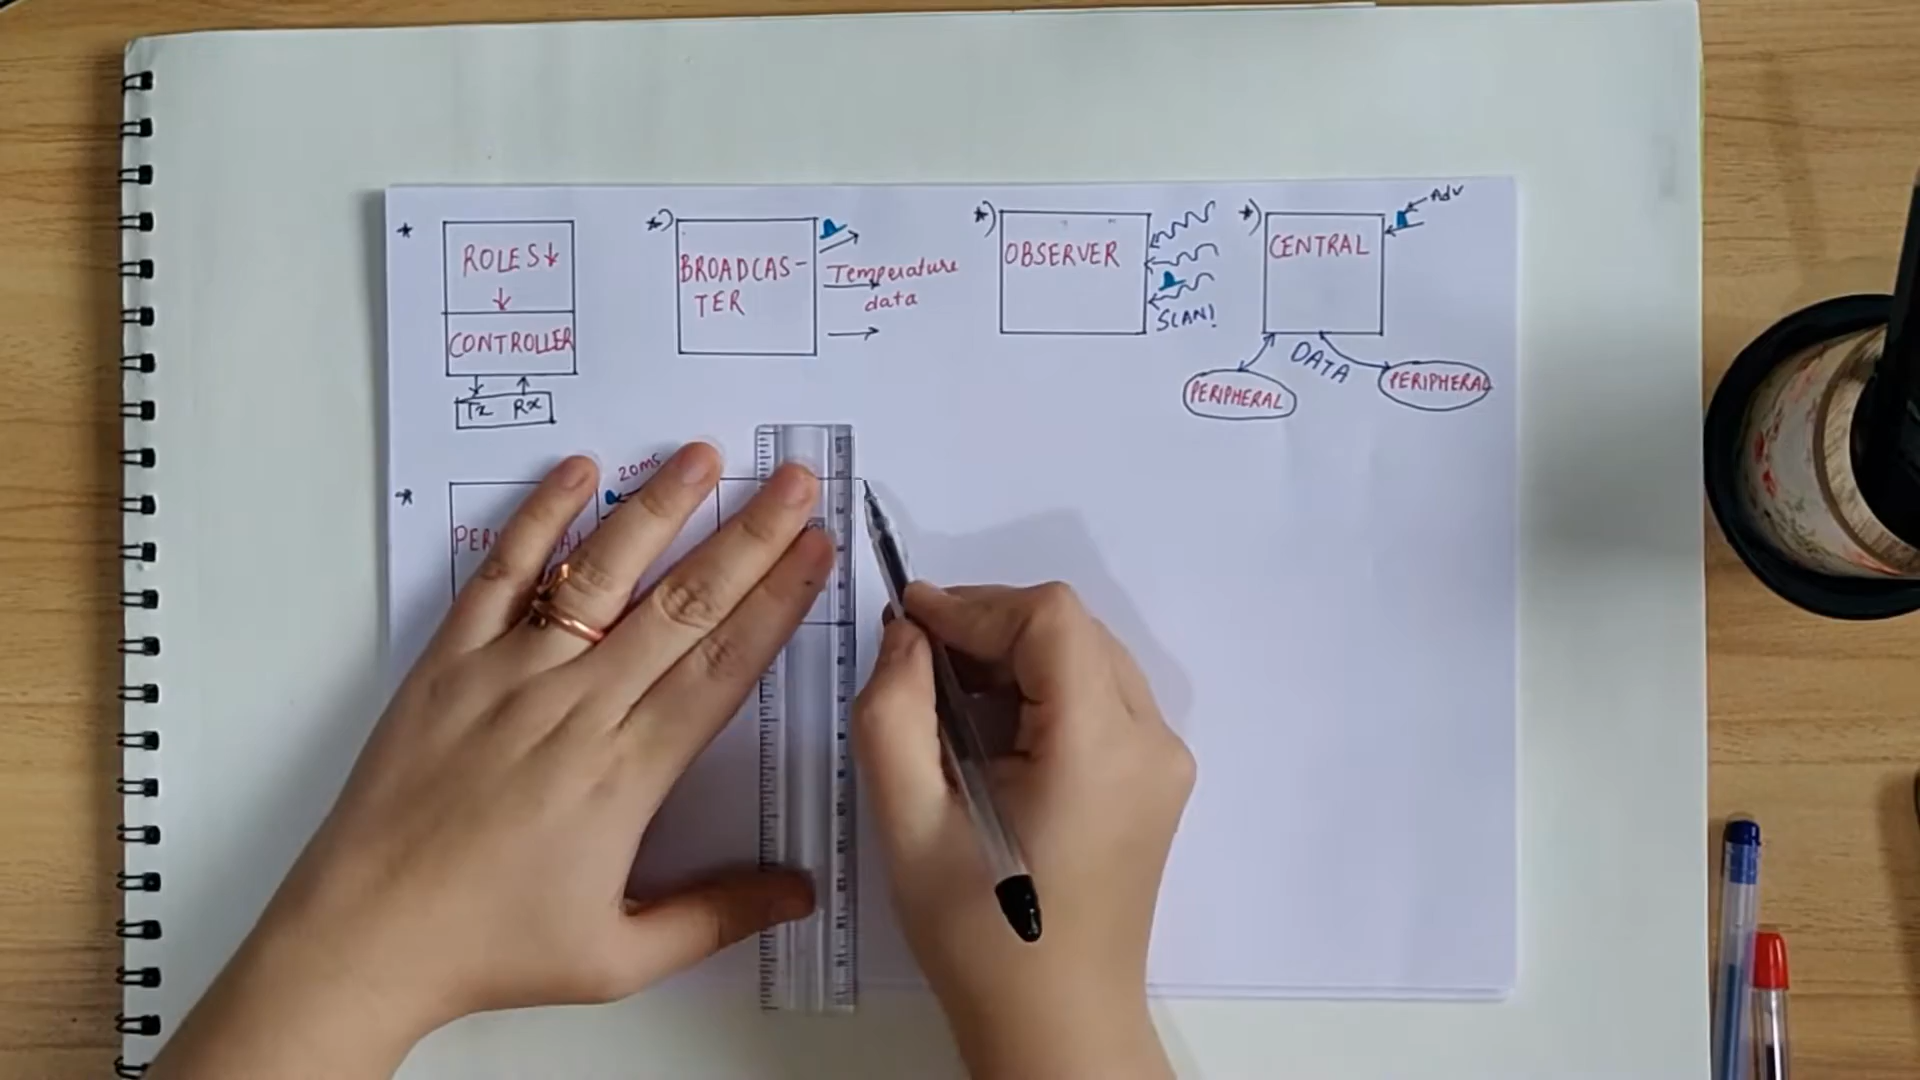 * ROLES↓
↓
CONTROLLER
Tx Rx
*) BROADCAS-
TER
Temperature
data
*) OBSERVER
SCAN!
*) CENTRAL
Adv
DATA
PERIPHERAL
PERIPHERAL
*
20ms